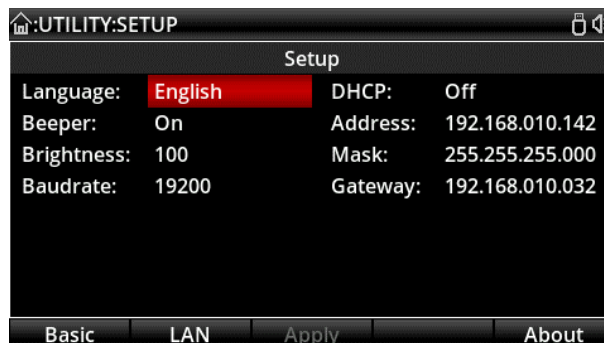 :UTILITY:SETUP
Setup
Language: English DHCP: Off
Beeper: On Address: 192.168.010.142
Brightness: 100 Mask: 255.255.255.000
Baudrate: 19200 Gateway: 192.168.010.032
Basic LAN Apply About